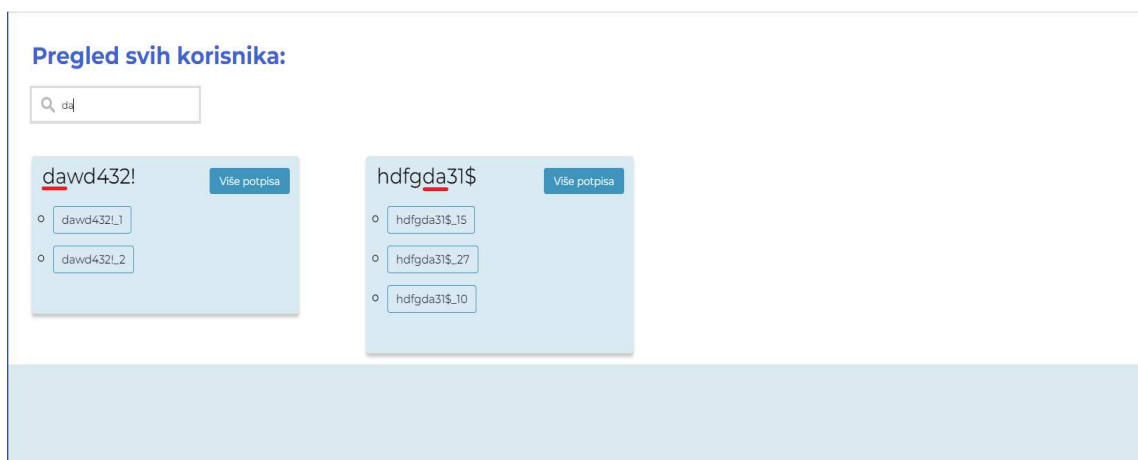 Pregled svih korisnika:
da
dawd432!
Više potpisa
dawd432!_1
dawd432!_2
hdfgda31$
Više potpisa
hdfgda31$_15
hdfgda31$_27
hdfgda31$_10